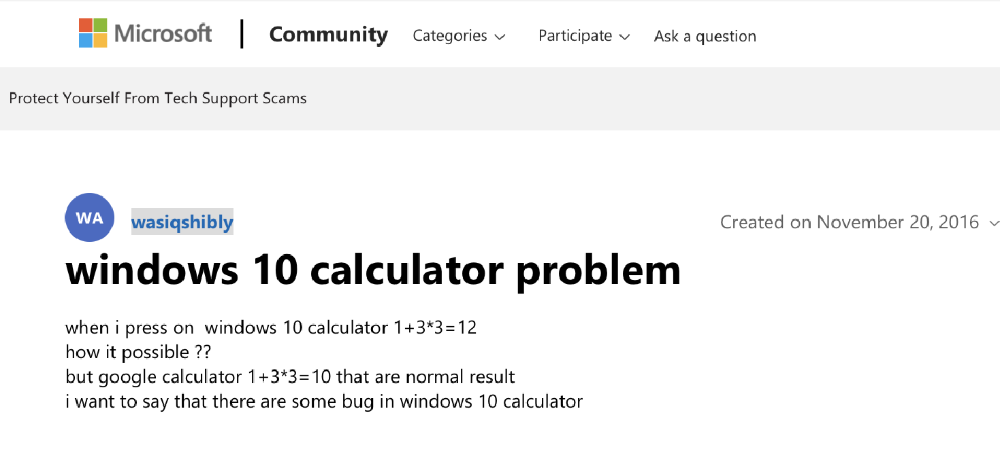 Microsoft | Community Categories Participate Ask a question
Protect Yourself From Tech Support Scams
WA wasiqshibly Created on November 20, 2016
windows 10 calculator problem
when i press on  windows 10 calculator 1+3*3=12
how it possible ??
but google calculator 1+3*3=10 that are normal result
i want to say that there are some bug in windows 10 calculator